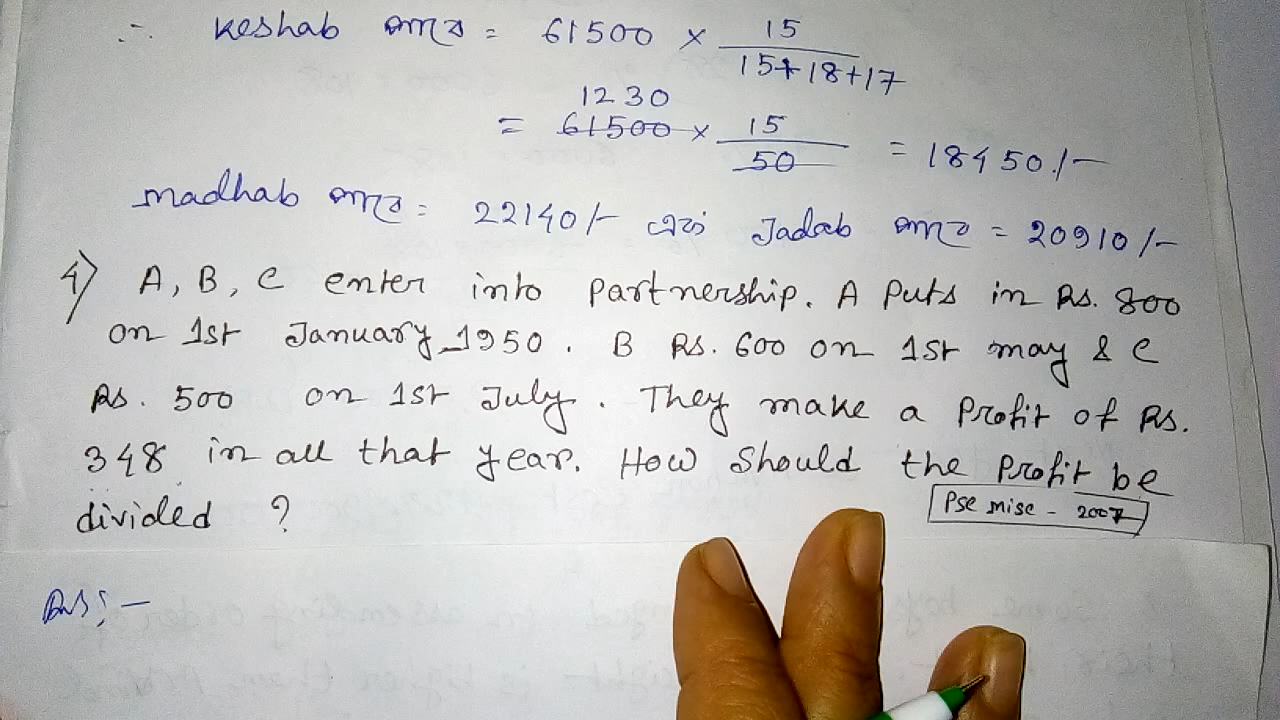 ∴ Keshab পাবে = 61500 × 15/(15+18+17)
= 61500 × 15/50 = 18450/-
1230
madhab পাবে = 22140/- এবং Jadab পাবে = 20910/-
4) A, B, C enter into partnership. A puts in Rs. 800
on 1st January 1950. B Rs. 600 on 1st may & C
Rs. 500 on 1st July. They make a Profit of Rs.
348 in all that year. How should the Profit be
divided ?
PSC misc - 2007
Ans:-